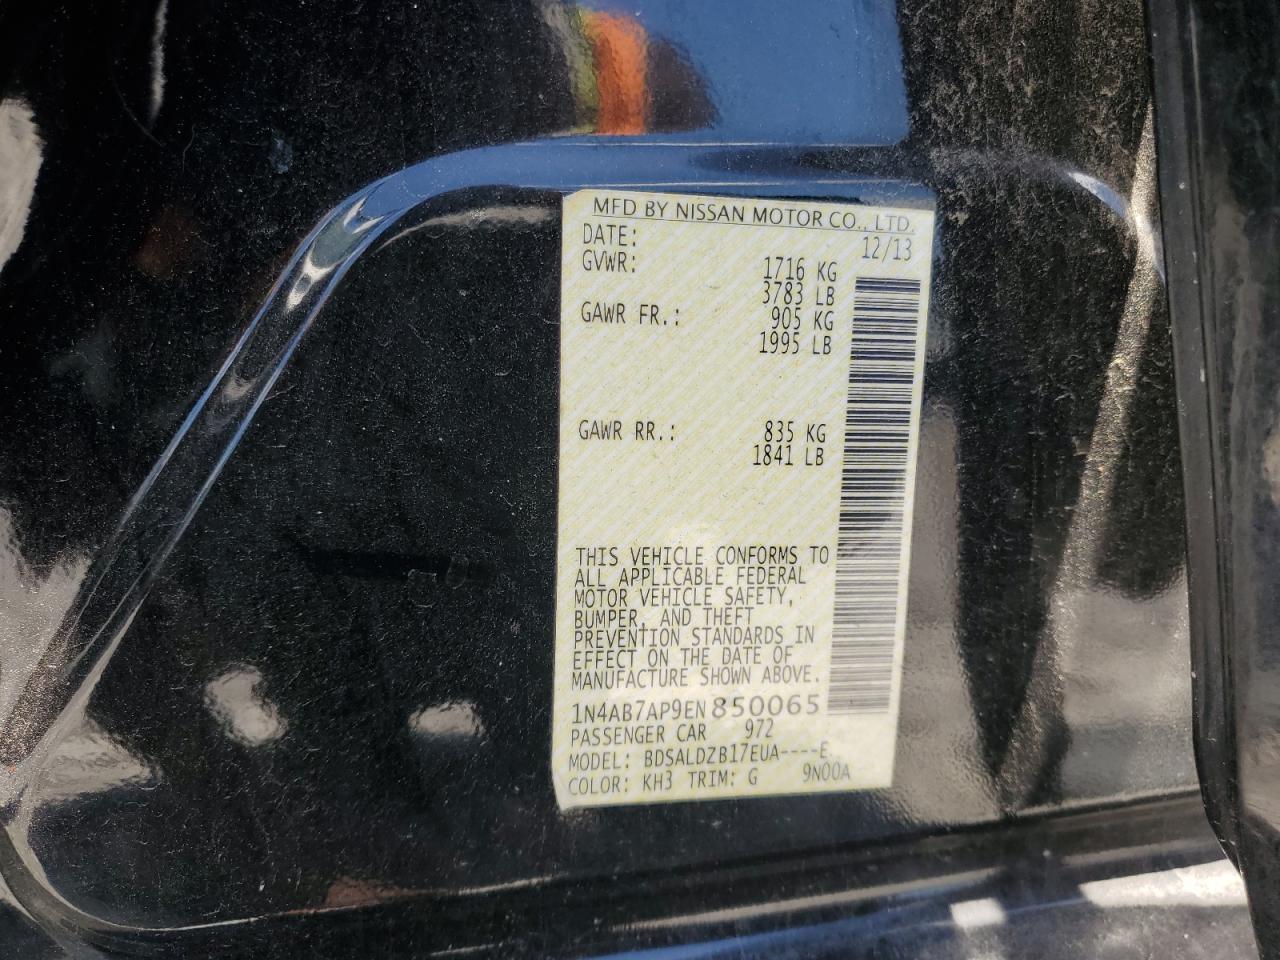 MFD BY NISSAN MOTOR CO., LTD.
DATE: 12/13
GVWR: 1716 KG
3783 LB
GAWR FR.: 905 KG
1995 LB
GAWR RR.: 835 KG
1841 LB
THIS VEHICLE CONFORMS TO
ALL APPLICABLE FEDERAL
MOTOR VEHICLE SAFETY,
BUMPER, AND THEFT
PREVENTION STANDARDS IN
EFFECT ON THE DATE OF
MANUFACTURE SHOWN ABOVE.
1N4AB7AP9EN850065
PASSENGER CAR 972
MODEL: BDSALDZB17EUA----E
COLOR: KH3 TRIM: G 9N00A